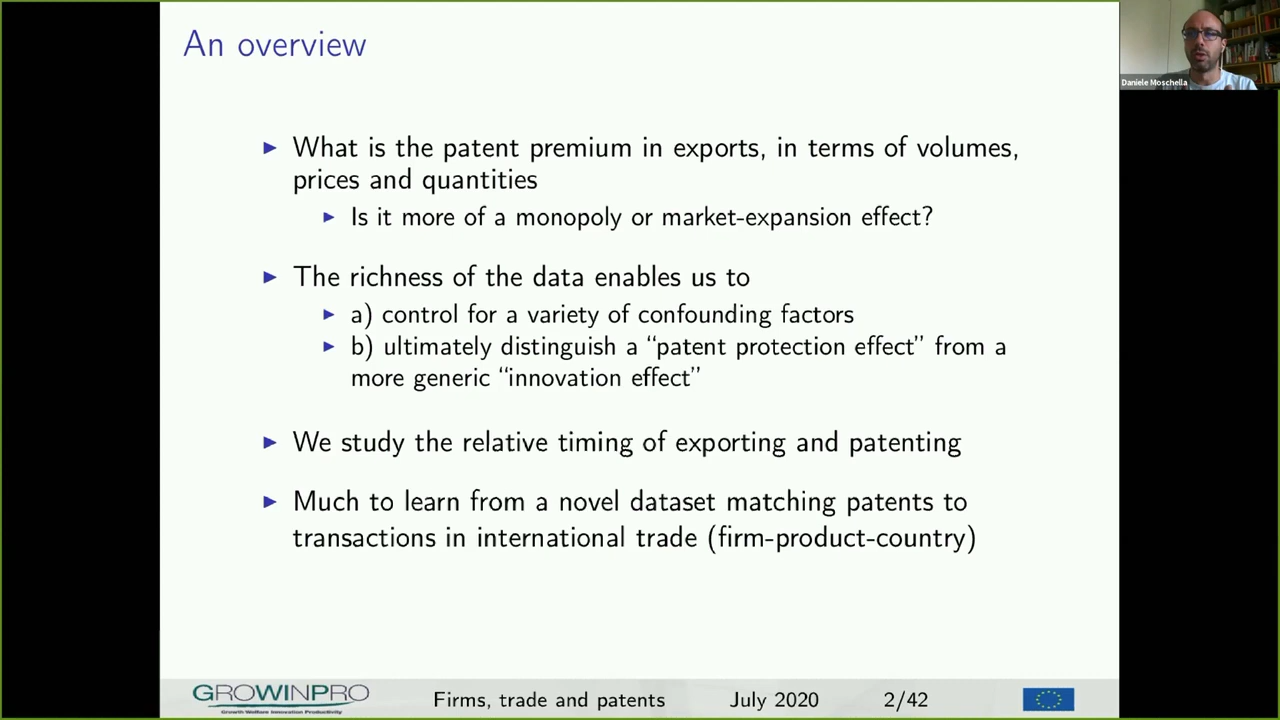 An overview
Daniele Moschella
What is the patent premium in exports, in terms of volumes,
prices and quantities
Is it more of a monopoly or market-expansion effect?
The richness of the data enables us to
a) control for a variety of confounding factors
b) ultimately distinguish a “patent protection effect” from a
more generic “innovation effect”
We study the relative timing of exporting and patenting
Much to learn from a novel dataset matching patents to
transactions in international trade (firm-product-country)
GROWINPRO
Growth Welfare Innovation Productivity
Firms, trade and patents July 2020 2/42